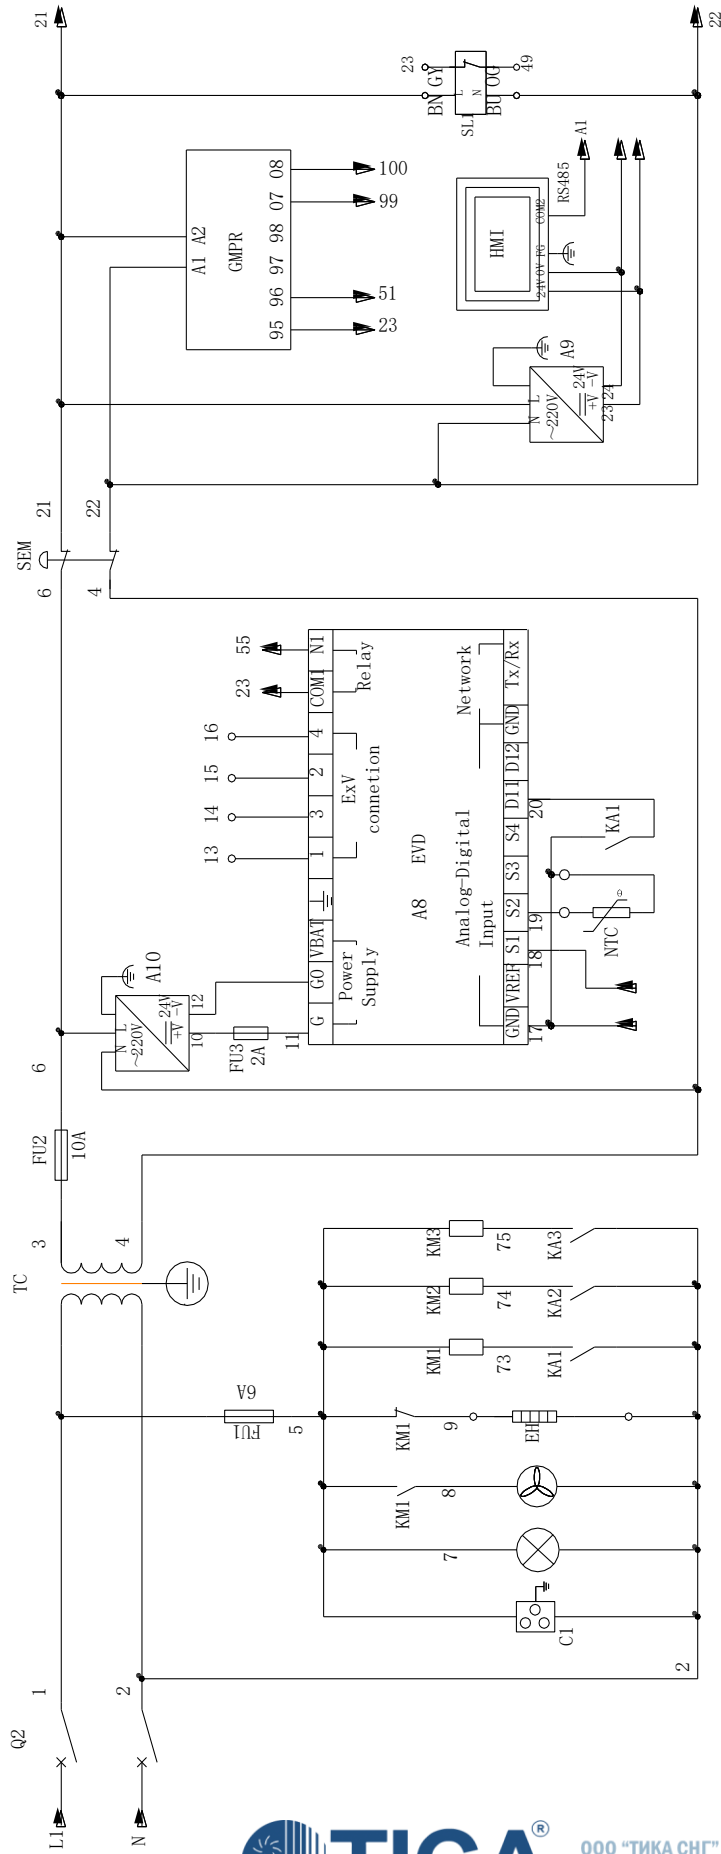 L1
N
Q2
1
2
TC
3
4
FU2
10A
6
SEM
6
4
21
22
21
22
FU1
6A
5
2
C1
7
KM1
8
KM1
9
EH
KM1
73
KA1
KM2
74
KA2
KM3
75
KA3
A10
N L
~220V
24V
+V -V
10
12
FU3
2A
11
G
G0
VBAT
1
3
2
4
COM1
N1
13
14
15
16
23
55
Power
Supply
ExV
connetion
Relay
A8
EVD
Analog-Digital
Input
Network
GND
VREF
S1
S2
S3
S4
D11
D12
GND
Tx/Rx
17
18
19
20
NTC
θ
KA1
A9
N L
~220V
24V
+V -V
23
24
GMPR
A1
A2
95
96
97
98
07
08
23
51
99
100
HMI
24V
0V
FG
COM2
RS485
A1
SL1
L
N
BN
GY
BU
OG
23
49
TICA®
ООО "ТИКА СНГ"